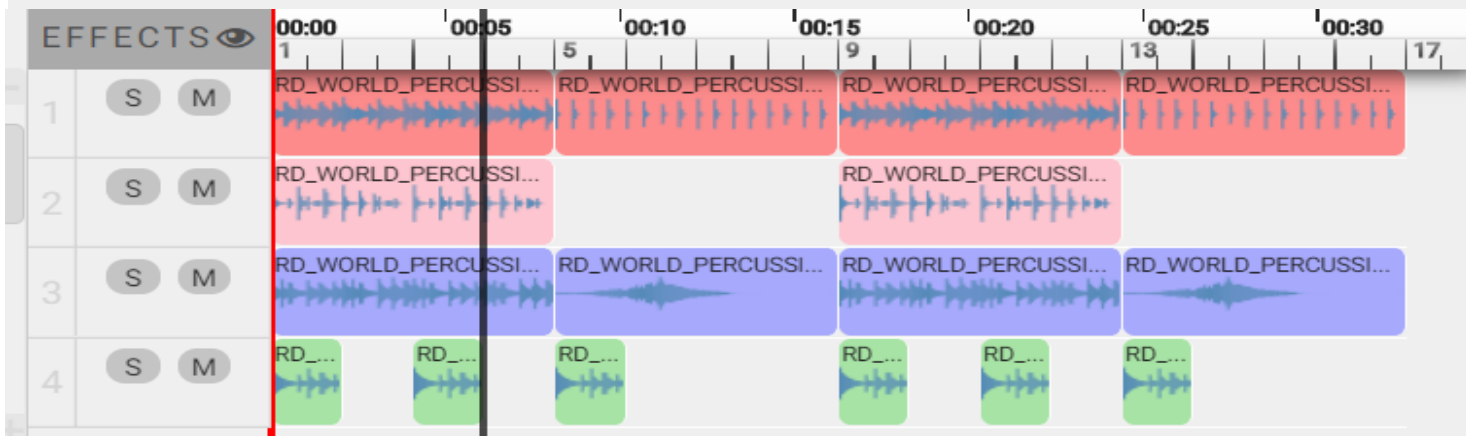 EFFECTS 00:00 00:05 00:10 00:15 00:20 00:25 00:30
1 5 9 13 17
RD_WORLD_PERCUSSI... RD_WORLD_PERCUSSI... RD_WORLD_PERCUSSI... RD_WORLD_PERCUSSI...
1 S M
RD_WORLD_PERCUSSI... RD_WORLD_PERCUSSI...
2 S M
RD_WORLD_PERCUSSI... RD_WORLD_PERCUSSI... RD_WORLD_PERCUSSI... RD_WORLD_PERCUSSI...
3 S M
RD_... RD_... RD_... RD_... RD_... RD_...
4 S M